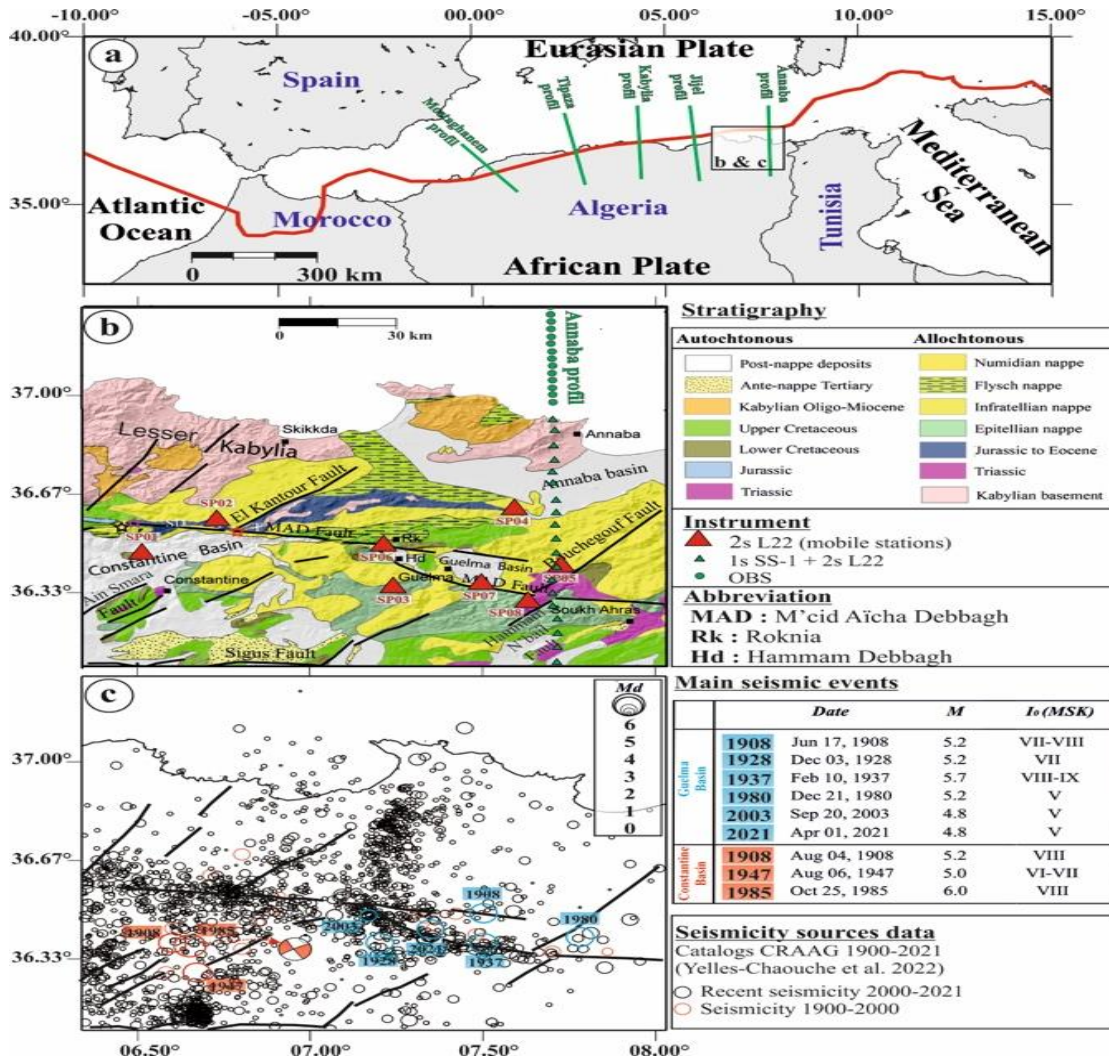 -10.00° -05.00° 00.00° 05.00° 10.00° 15.00°
40.00°
a
Eurasian Plate
Spain
Mostaghanem profil
Tipaza profil
Kabylia profil
Jijel profil
Annaba profil
b & c
35.00°
Atlantic Ocean
Morocco
Algeria
Tunisia
Mediterranean Sea
0 300 km
African Plate
b
0 30 km
Annaba profil
37.00°
Lesser Kabylia
Skikkda
Annaba
Annaba basin
36.67°
SP02
El Kantour Fault
SP04
SP01
MAD Fault
Rk
Bouchegouf Fault
Constantine Basin
SP06
Hd
Guelma Basin
Ain Smara Fault
Constantine
Guelma
MAD Fault
SP05
36.33°
SP03
SP07
SP08
Soukh Ahras
Sigus Fault
Hammam N'bail Fault
Stratigraphy
Autochtonous Allochtonous
Post-nappe deposits Numidian nappe
Ante-nappe Tertiary Flysch nappe
Kabylian Oligo-Miocene Infratellian nappe
Upper Cretaceous Epitellian nappe
Lower Cretaceous Jurassic to Eocene
Jurassic Triassic
Triassic Kabylian basement
Instrument
2s L22 (mobile stations)
1s SS-1 + 2s L22
OBS
Abbreviation
MAD : M'cid Aïcha Debbagh
Rk : Roknia
Hd : Hammam Debbagh
c
Md
6
5
4
3
2
1
0
37.00°
36.67°
36.33°
1908
2003
1980
1908
1985
2021
1928
1937
1947
06.50° 07.00° 07.50° 08.00°
Main seismic events
Date M I₀ (MSK)
Guelma Basin
1908 Jun 17, 1908 5.2 VII-VIII
1928 Dec 03, 1928 5.2 VII
1937 Feb 10, 1937 5.7 VIII-IX
1980 Dec 21, 1980 5.2 V
2003 Sep 20, 2003 4.8 V
2021 Apr 01, 2021 4.8 V
Constantine Basin
1908 Aug 04, 1908 5.2 VIII
1947 Aug 06, 1947 5.0 VI-VII
1985 Oct 25, 1985 6.0 VIII
Seismicity sources data
Catalogs CRAAG 1900-2021
(Yelles-Chaouche et al. 2022)
Recent seismicity 2000-2021
Seismicity 1900-2000